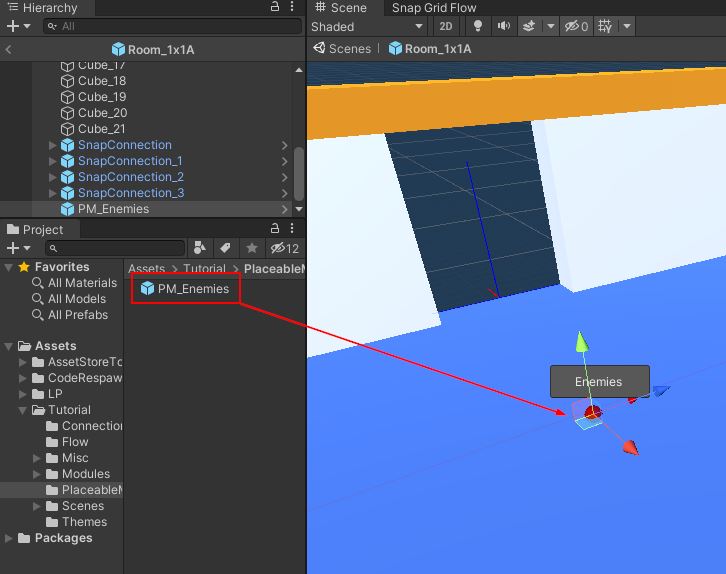 Hierarchy
All
Room_1x1A
Cube_17
Cube_18
Cube_19
Cube_20
Cube_21
SnapConnection
SnapConnection_1
SnapConnection_2
SnapConnection_3
PM_Enemies
Project
12
Favorites
All Materials
All Models
All Prefabs
Assets
AssetStoreTo
CodeRespaw
LP
Tutorial
Connection
Flow
Misc
Modules
PlaceableM
Scenes
Themes
Packages
Assets > Tutorial > PlaceableM
PM_Enemies
Scene
Snap Grid Flow
Shaded
2D
0
Scenes
Room_1x1A
Enemies